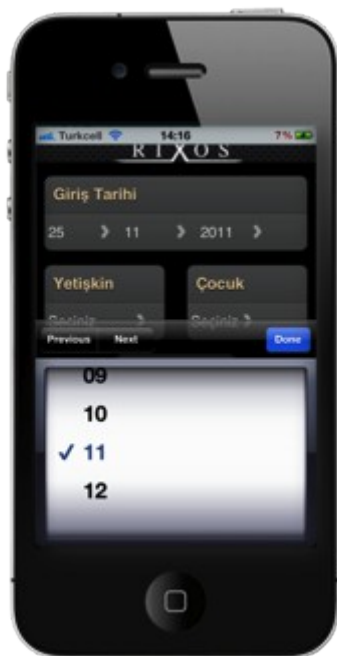 Turkcell 14:16 7%
RIXOS
Giriş Tarihi
25 11 2011
Yetişkin Çocuk
Seçiniz Seçiniz
Previous Next Done
09
10
11
12